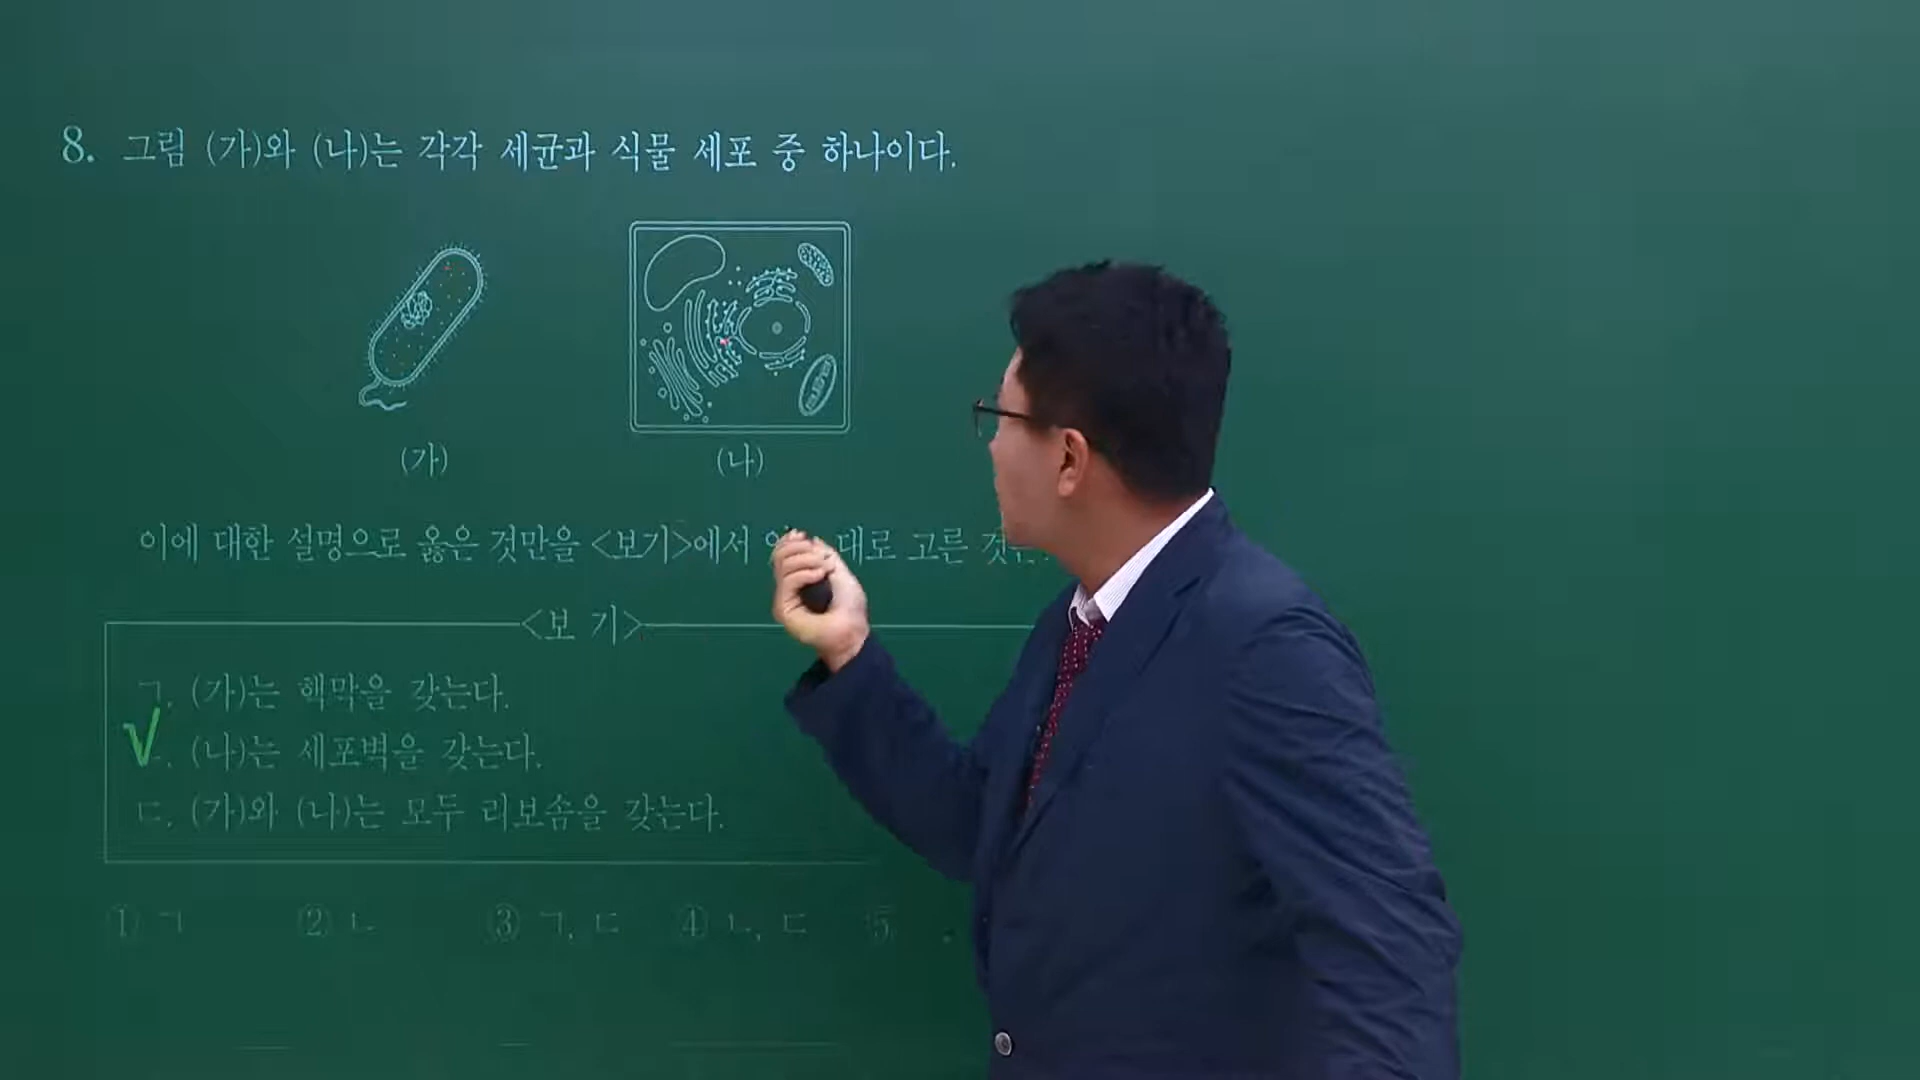 8. 그림 (가)와 (나)는 각각 세균과 식물 세포 중 하나이다.
(가)
(나)
이에 대한 설명으로 옳은 것만을 <보기>에서 대로 고른
<보 기>
ㄱ. (가)는 핵막을 갖는다.
ㄴ. (나)는 세포벽을 갖는다.
ㄷ. (가)와 (나)는 모두 리보솜을 갖는다.
① ㄱ ② ㄴ ③ ㄱ, ㄷ ④ ㄴ, ㄷ ⑤